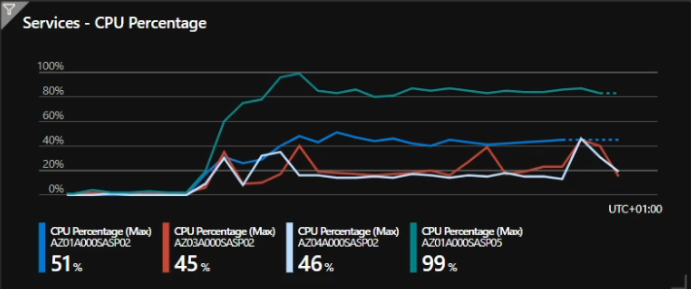 Services - CPU Percentage
100%
80%
60%
40%
20%
0%
UTC+01:00
CPU Percentage (Max)
AZ01A000SASP02
51 %
CPU Percentage (Max)
AZ03A000SASP02
45 %
CPU Percentage (Max)
AZ04A000SASP02
46 %
CPU Percentage (Max)
AZ01A000SASP05
99 %